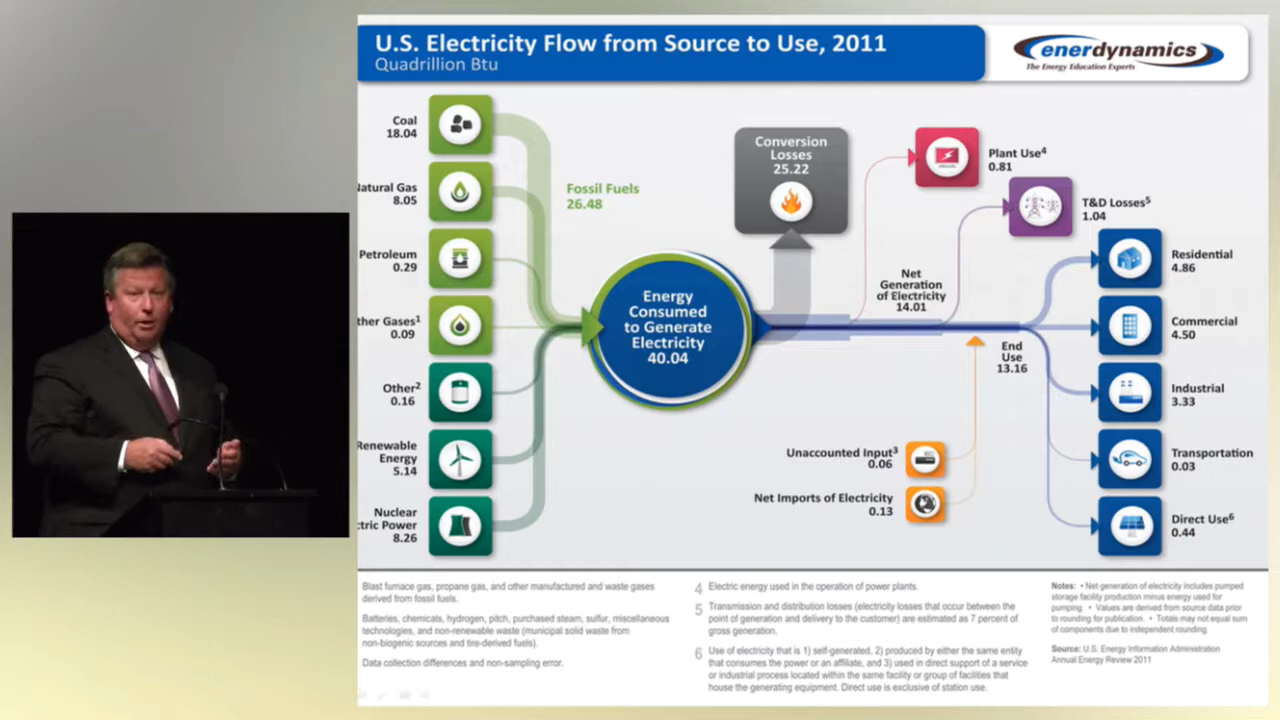 U.S. Electricity Flow from Source to Use, 2011
Quadrillion Btu
enerdynamics
The Energy Education Experts
Coal
18.04
atural Gas
8.05
Petroleum
0.29
ther Gases1
0.09
Other2
0.16
Renewable
Energy
5.14
Nuclear
ctric Power
8.26
Fossil Fuels
26.48
Energy
Consumed
to Generate
Electricity
40.04
Conversion
Losses
25.22
Plant Use4
0.81
T&D Losses5
1.04
Net
Generation
of Electricity
14.01
End
Use
13.16
Unaccounted Input3
0.06
Net Imports of Electricity
0.13
Residential
4.86
Commercial
4.50
Industrial
3.33
Transportation
0.03
Direct Use6
0.44
Blast furnace gas, propane gas, and other manufactured and waste gases
derived from fossil fuels.
Batteries, chemicals, hydrogen, pitch, purchased steam, sulfur, miscellaneous
technologies, and non-renewable waste (municipal solid waste from
non-biogenic sources and tire-derived fuels).
Data collection differences and non-sampling error.
4 Electric energy used in the operation of power plants.
5 Transmission and distribution losses (electricity losses that occur between the
point of generation and delivery to the customer) are estimated as 7 percent of
gross generation.
6 Use of electricity that is 1) self-generated, 2) produced by either the same entity
that consumes the power or an affiliate, and 3) used in direct support of a service
or industrial process located within the same facility or group of facilities that
house the generating equipment. Direct use is exclusive of station use.
Notes: • Net generation of electricity includes pumped
storage facility production minus energy used for
pumping. • Values are derived from source data prior
to rounding for publication. • Totals may not equal sum
of components due to independent rounding.
Source: U.S. Energy Information Administration
Annual Energy Review 2011